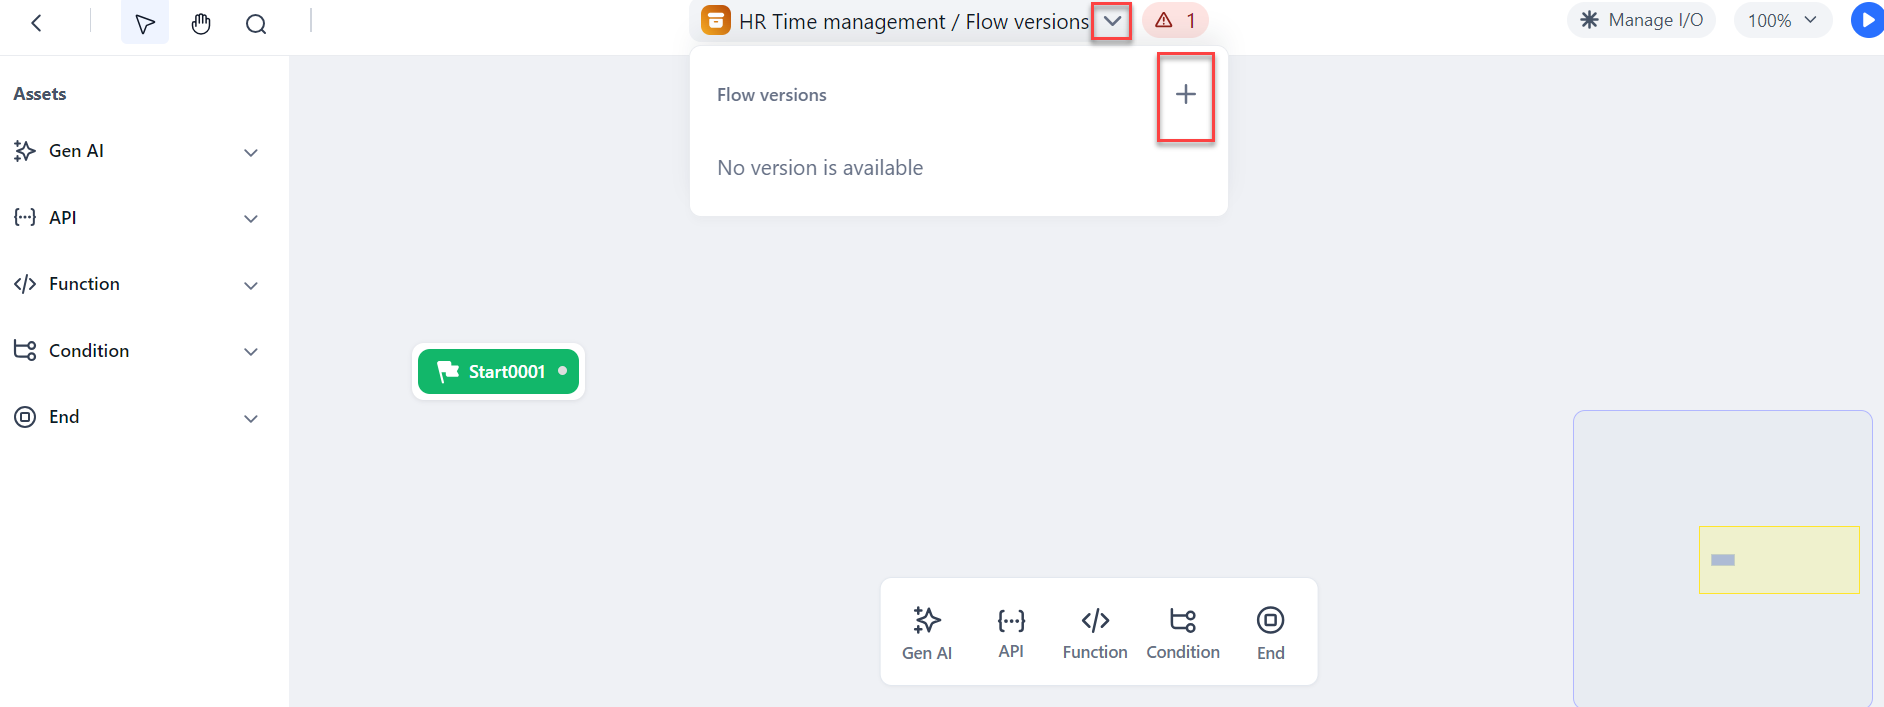 HR Time management / Flow versions
1
Manage I/O
100%
Flow versions
No version is available
Assets
Gen AI
API
Function
Condition
End
Start0001
Gen AI
API
Function
Condition
End